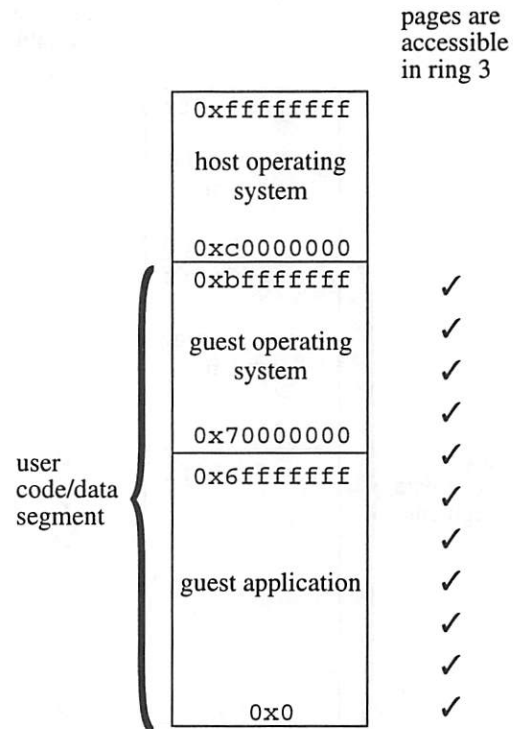 pages are
accessible
in ring 3
0xffffffff
host operating
system
0xc0000000
0xbfffffff
guest operating
system
0x70000000
0x6fffffff
user
code/data
segment
guest application
0x0